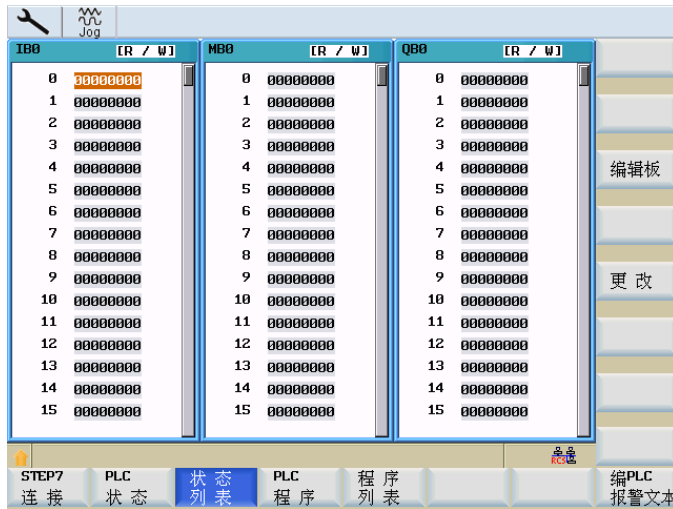 Jog
IB0 [R / W] MB0 [R / W] QB0 [R / W]
0 00000000 0 00000000 0 00000000
1 00000000 1 00000000 1 00000000
2 00000000 2 00000000 2 00000000
3 00000000 3 00000000 3 00000000
4 00000000 4 00000000 4 00000000 编辑板
5 00000000 5 00000000 5 00000000
6 00000000 6 00000000 6 00000000
7 00000000 7 00000000 7 00000000
8 00000000 8 00000000 8 00000000
9 00000000 9 00000000 9 00000000 更 改
10 00000000 10 00000000 10 00000000
11 00000000 11 00000000 11 00000000
12 00000000 12 00000000 12 00000000
13 00000000 13 00000000 13 00000000
14 00000000 14 00000000 14 00000000
15 00000000 15 00000000 15 00000000
RCS
STEP7 PLC 状 态 PLC 程 序 编PLC
连 接 状 态 列 表 程 序 列 表 报警文本